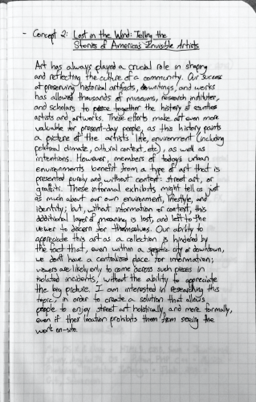 - Concept 2: Lost in the Wind: Telling the
Stories of America's Invisible Artists
Art has always played a crucial role in shaping
and reflecting the culture of a community. Our success
at preserving historical artifacts, drawings, and works
has allowed thousands of museums, research institutes,
and scholars to piece together the history of
artists and artworks. These efforts make art even more
valuable for present-day people, as this history paints
a picture of the artist's life, environment (including
political climate, cultural context, etc), as well as
intentions. However, members of today's urban
environments benefit from a type of art that is
presented purely and without context: street art, or
graffiti. These informal exhibits might tell us just
as much about our own environment, lifestyle, and
identity; but, without information or context, this
additional layer of meaning is lost, and left to the
viewer to discern for themselves. Our ability to
appreciate this art as a collection is hindered by
the fact that, even within a specific city or downtown,
we don't have a centralized place for information;
viewers are likely only to come across such pieces in
isolated incidents, without the ability to appreciate
the big picture. I am interested in researching this
topic, in order to create a solution that allows
people to enjoy street art holistically, and more formally,
even if their location prohibits them from seeing the
work on-site.